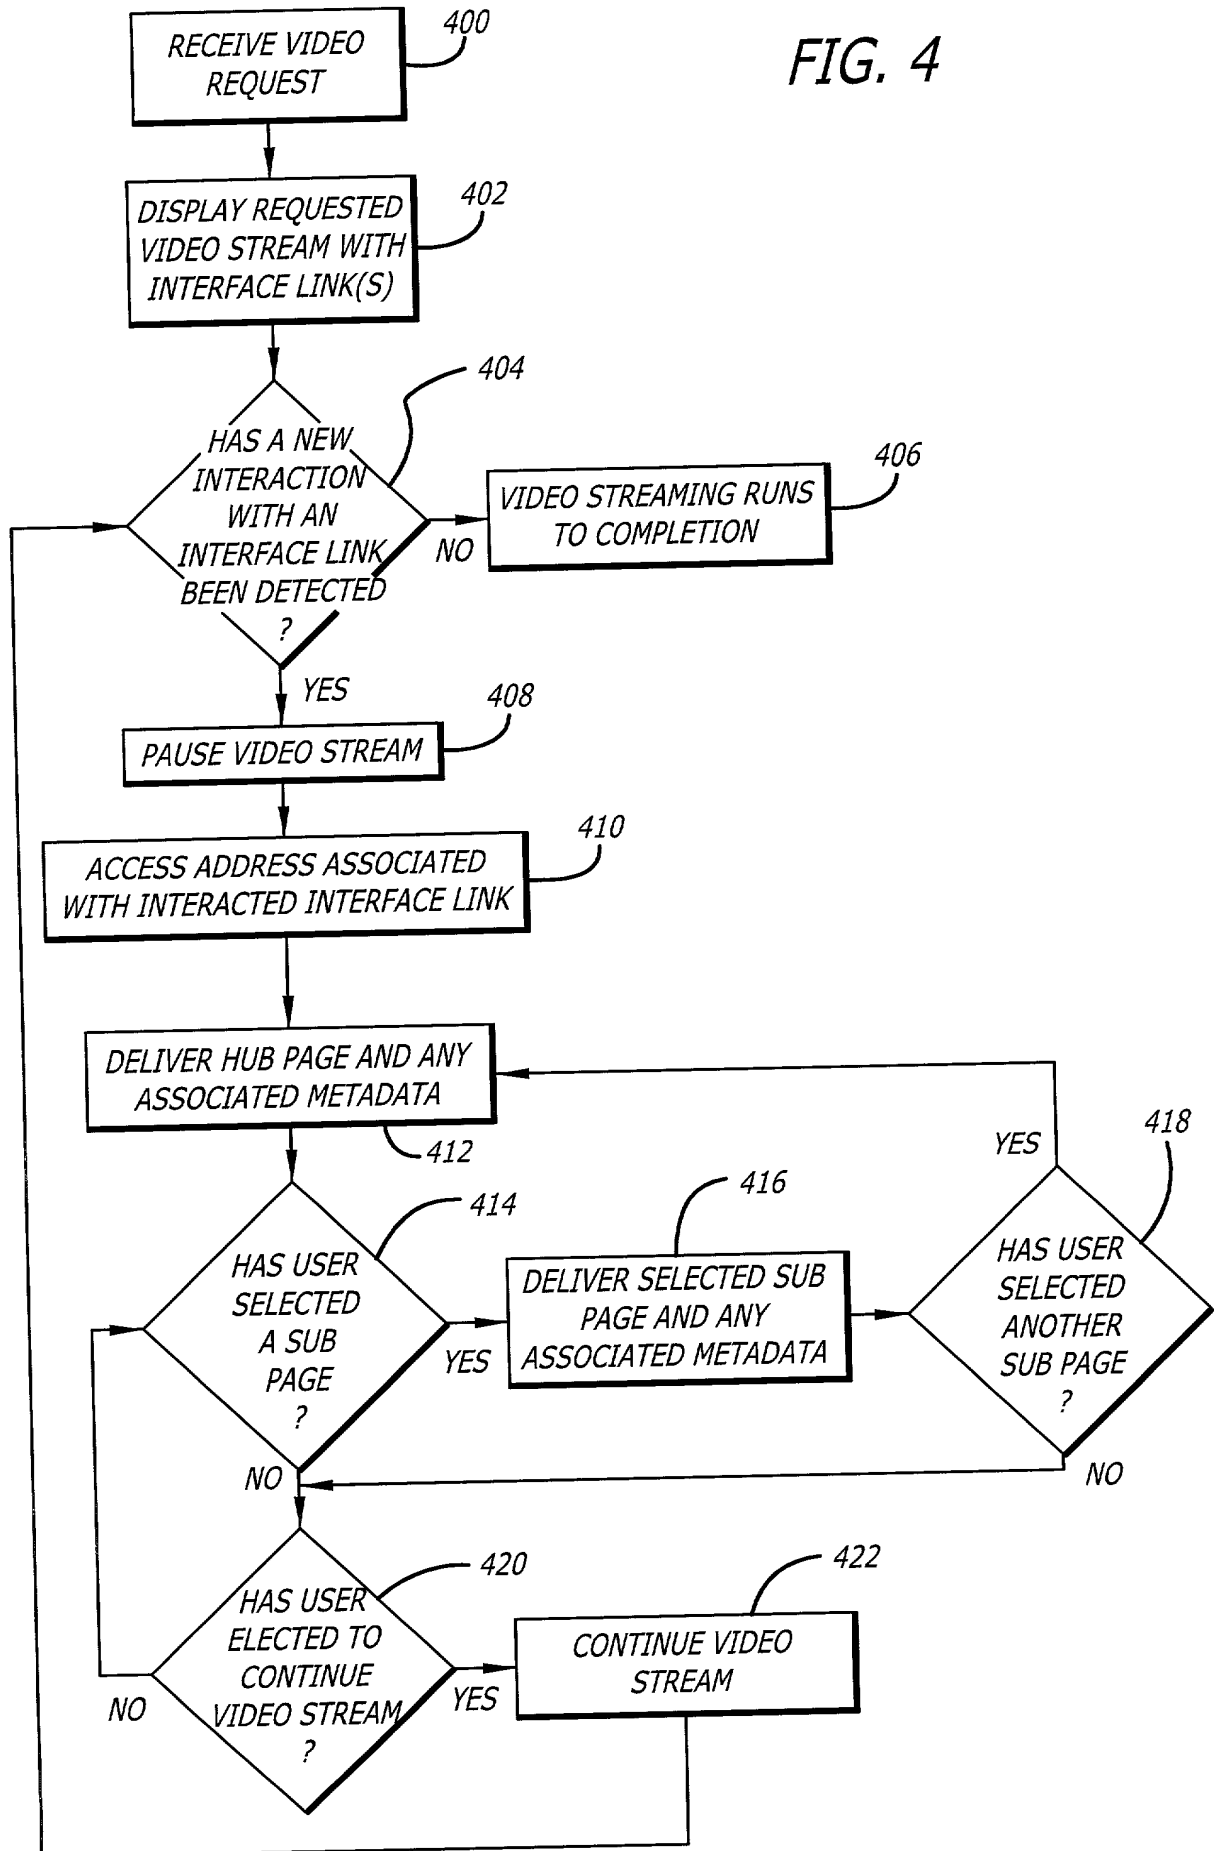 FIG. 4
400
RECEIVE VIDEO
REQUEST
402
DISPLAY REQUESTED
VIDEO STREAM WITH
INTERFACE LINK(S)
404
HAS A NEW
INTERACTION
WITH AN
INTERFACE LINK
BEEN DETECTED
?
NO
406
VIDEO STREAMING RUNS
TO COMPLETION
YES
408
PAUSE VIDEO STREAM
410
ACCESS ADDRESS ASSOCIATED
WITH INTERACTED INTERFACE LINK
DELIVER HUB PAGE AND ANY
ASSOCIATED METADATA
412
414
HAS USER
SELECTED
A SUB
PAGE
?
YES
416
DELIVER SELECTED SUB
PAGE AND ANY
ASSOCIATED METADATA
YES
418
HAS USER
SELECTED
ANOTHER
SUB PAGE
?
NO
NO
420
HAS USER
ELECTED TO
CONTINUE
VIDEO STREAM
?
NO
YES
422
CONTINUE VIDEO
STREAM